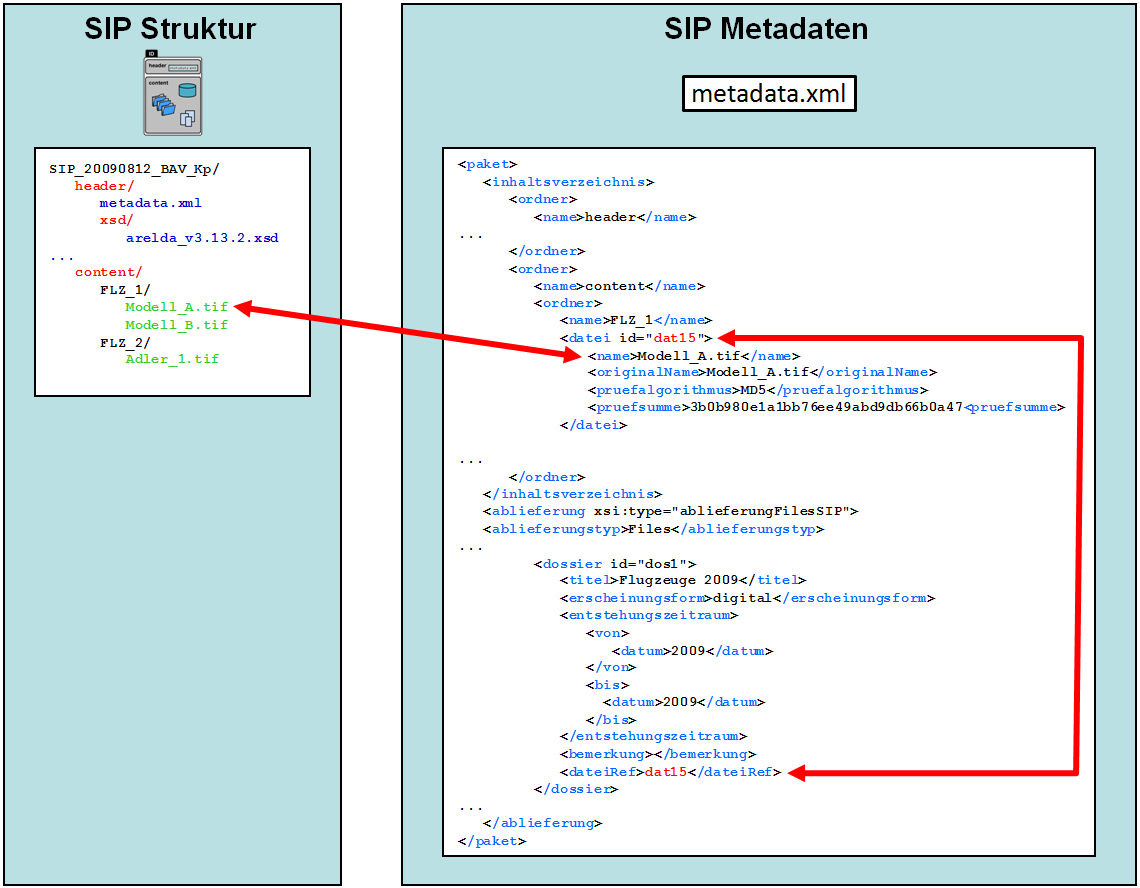 SIP Struktur
ID
header
content
SIP_20090812_BAV_Kp/
header/
metadata.xml
xsd/
arelda_v3.13.2.xsd
...
content/
FLZ_1/
Modell_A.tif
Modell_B.tif
FLZ_2/
Adler_1.tif
SIP Metadaten
metadata.xml
<paket>
<inhaltsverzeichnis>
<ordner>
<name>header</name>
...
</ordner>
<ordner>
<name>content</name>
<ordner>
<name>FLZ_1</name>
<datei id="dat15">
<name>Modell_A.tif</name>
<originalName>Modell_A.tif</originalName>
<pruefalgorithmus>MD5</pruefalgorithmus>
<pruefsumme>3b0b980e1a1bb76ee49abd9db66b0a47<pruefsumme>
</datei>
...
</ordner>
</inhaltsverzeichnis>
<ablieferung xsi:type="ablieferungFilesSIP">
<ablieferungstyp>Files</ablieferungstyp>
...
<dossier id="dos1">
<titel>Flugzeuge 2009</titel>
<erscheinungsform>digital</erscheinungsform>
<entstehungszeitraum>
<von>
<datum>2009</datum>
</von>
<bis>
<datum>2009</datum>
</bis>
</entstehungszeitraum>
<bemerkung></bemerkung>
<dateiRef>dat15</dateiRef>
</dossier>
...
</ablieferung>
</paket>